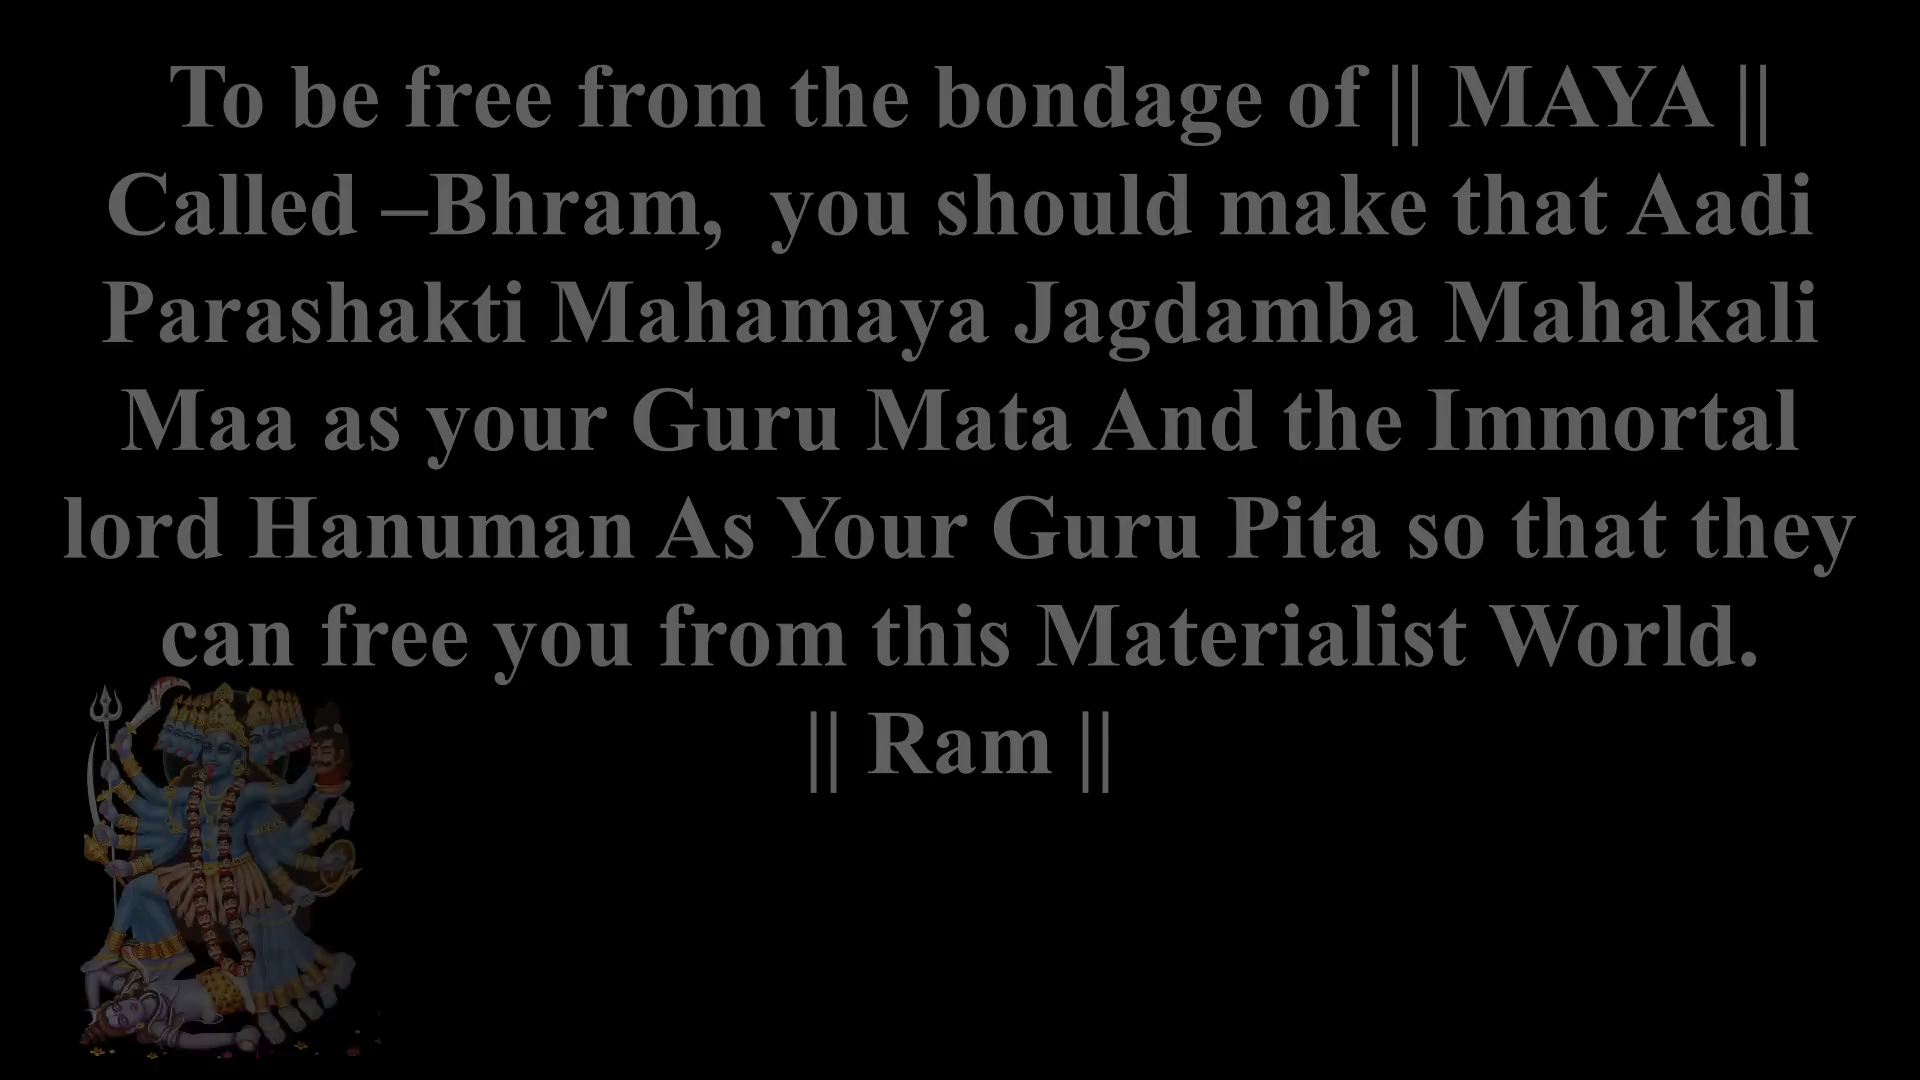 To be free from the bondage of || MAYA ||
Called –Bhram,  you should make that Aadi
Parashakti Mahamaya Jagdamba Mahakali
Maa as your Guru Mata And the Immortal
lord Hanuman As Your Guru Pita so that they
can free you from this Materialist World.
|| Ram ||